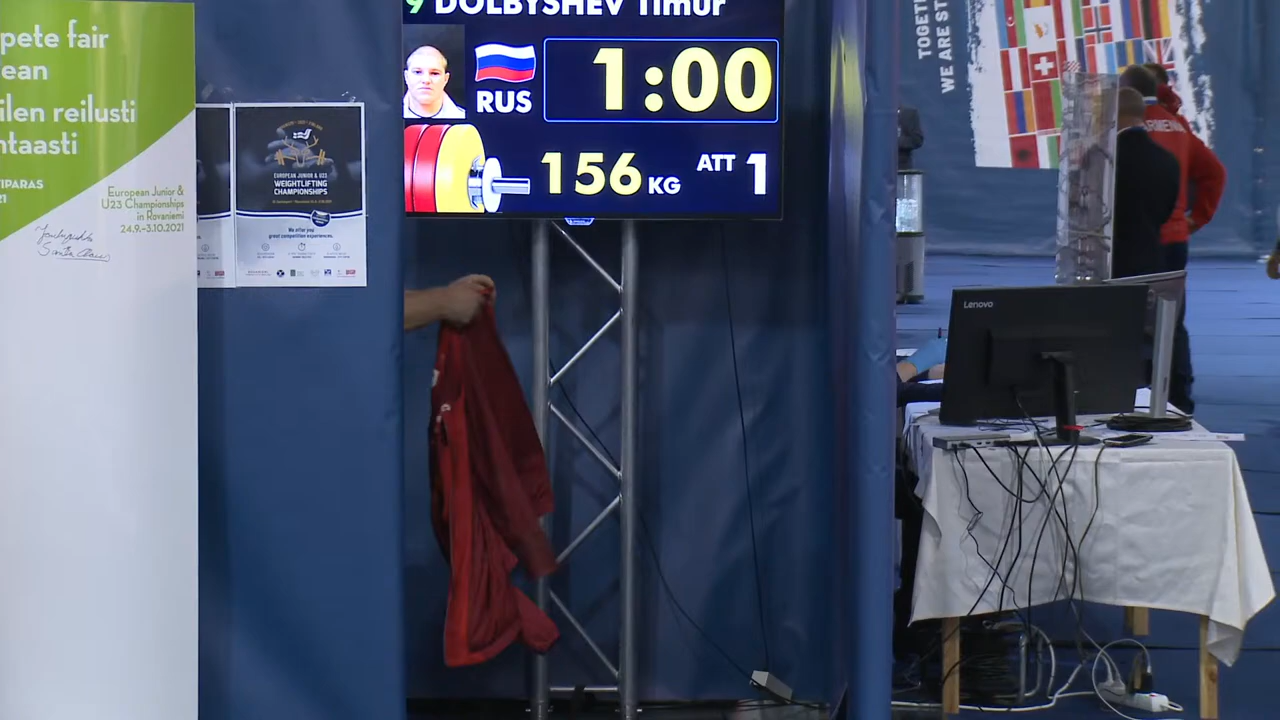 9 DOLBYSHEV Timur
RUS
1:00
156 KG
ATT 1
pete fair
ean
ilen reilusti
ntaasti
European Junior &
U23 Championships
in Rovaniemi
24.9.–3.10.2021
Santa Claus
EUROPEAN JUNIOR & U23
WEIGHTLIFTING
CHAMPIONSHIPS
We offer you
great competition experiences.
TOGETHER
WE ARE ST
Lenovo